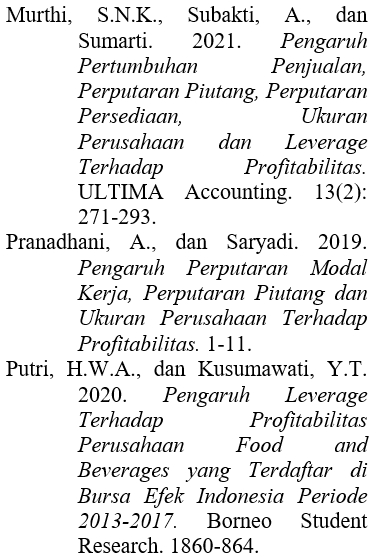 Murthi, S.N.K., Subakti, A., dan
Sumarti. 2021. Pengaruh
Pertumbuhan Penjualan,
Perputaran Piutang, Perputaran
Persediaan, Ukuran
Perusahaan dan Leverage
Terhadap Profitabilitas.
ULTIMA Accounting. 13(2):
271-293.
Pranadhani, A., dan Saryadi. 2019.
Pengaruh Perputaran Modal
Kerja, Perputaran Piutang dan
Ukuran Perusahaan Terhadap
Profitabilitas. 1-11.
Putri, H.W.A., dan Kusumawati, Y.T.
2020. Pengaruh Leverage
Terhadap Profitabilitas
Perusahaan Food and
Beverages yang Terdaftar di
Bursa Efek Indonesia Periode
2013-2017. Borneo Student
Research. 1860-864.